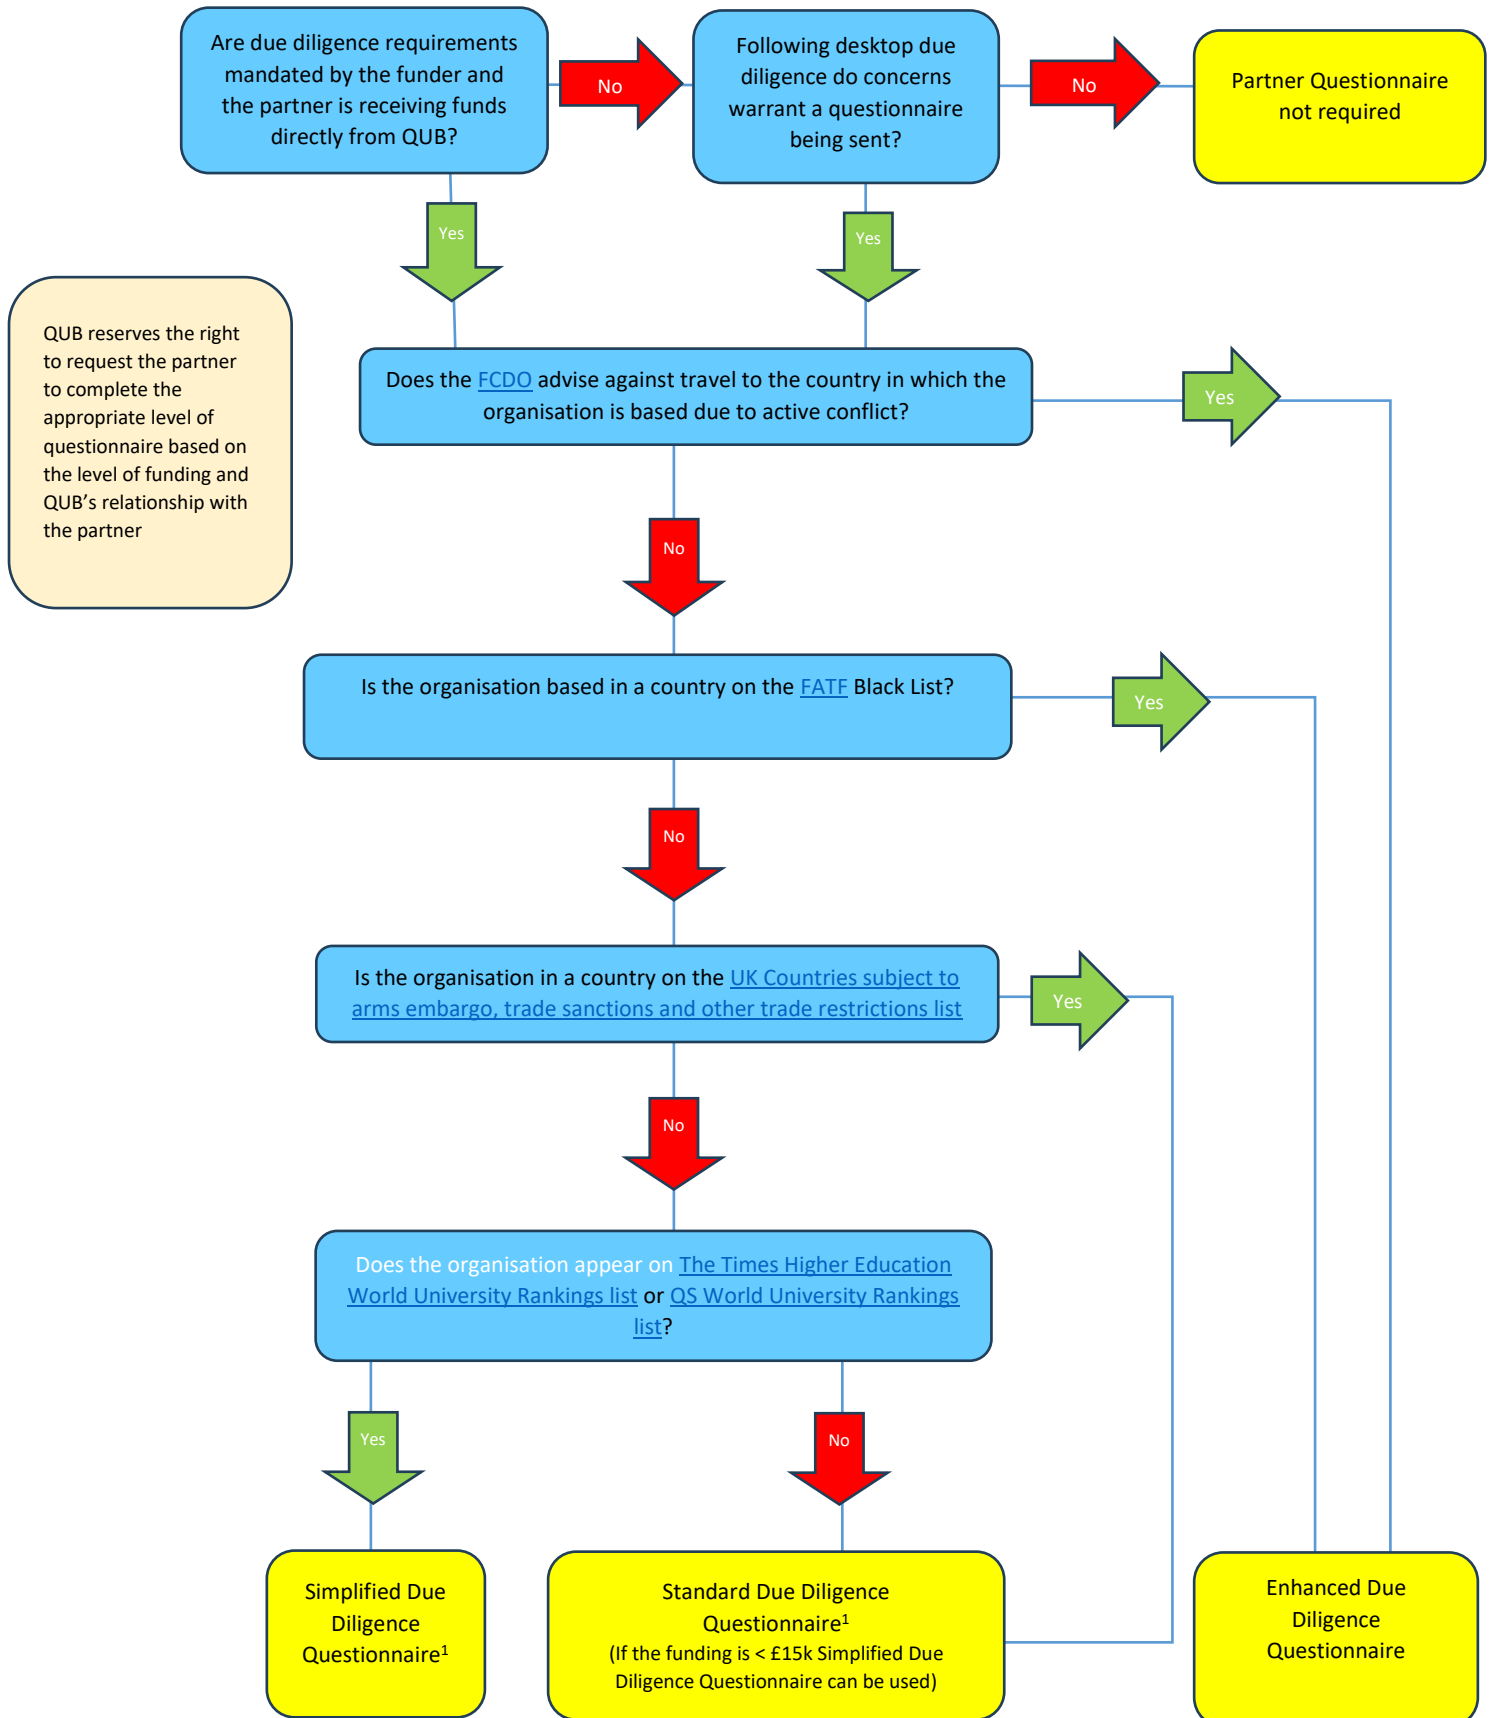 Are due diligence requirements
mandated by the funder and
the partner is receiving funds
directly from QUB?
No
Following desktop due
diligence do concerns
warrant a questionnaire
being sent?
No
Partner Questionnaire
not required
Yes
Yes
QUB reserves the right
to request the partner
to complete the
appropriate level of
questionnaire based on
the level of funding and
QUB’s relationship with
the partner
Does the FCDO advise against travel to the country in which the
organisation is based due to active conflict?
Yes
No
Is the organisation based in a country on the FATF Black List?
Yes
No
Is the organisation in a country on the UK Countries subject to
arms embargo, trade sanctions and other trade restrictions list
Yes
No
Does the organisation appear on The Times Higher Education
World University Rankings list or QS World University Rankings
list?
Yes
No
Simplified Due
Diligence
Questionnaire¹
Standard Due Diligence
Questionnaire¹
(If the funding is < £15k Simplified Due
Diligence Questionnaire can be used)
Enhanced Due
Diligence
Questionnaire